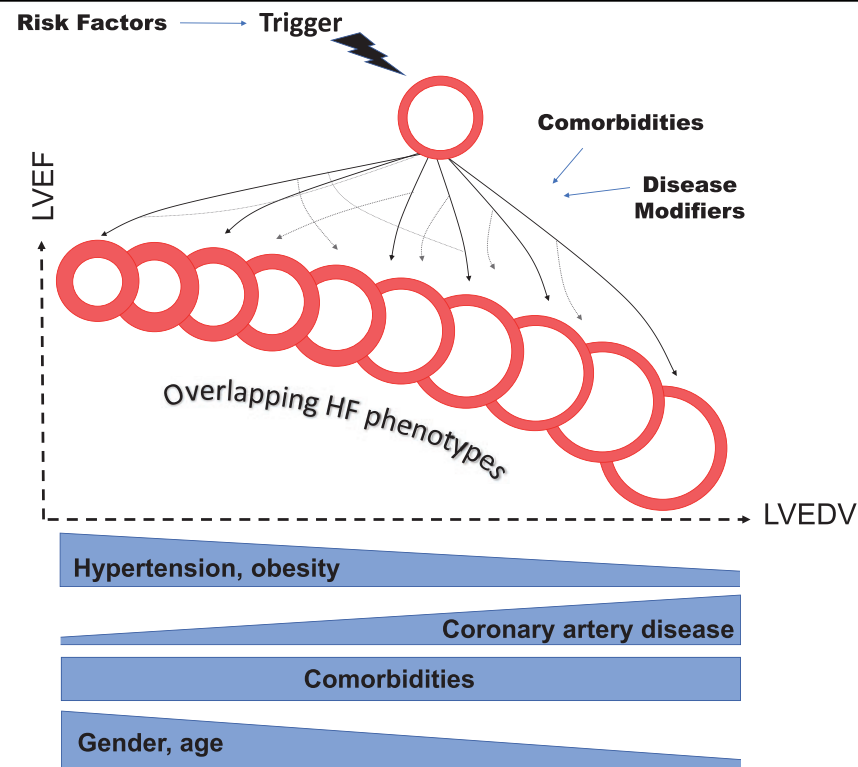 Risk Factors
Trigger
Comorbidities
Disease
Modifiers
LVEF
Overlapping HF phenotypes
LVEDV
Hypertension, obesity
Coronary artery disease
Comorbidities
Gender, age